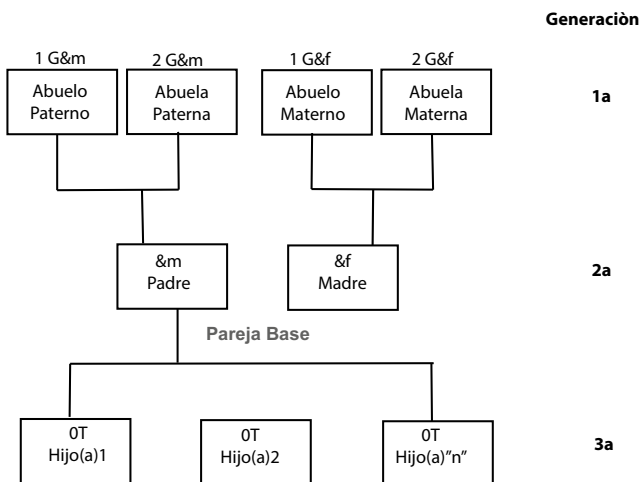 Generaciòn
1 G&m 2 G&m 1 G&f 2 G&f
Abuelo Paterno
Abuela Paterna
Abuelo Materno
Abuela Materna
1a
&m
Padre
&f
Madre
2a
Pareja Base
0T
Hijo(a)1
0T
Hijo(a)2
0T
Hijo(a)"n"
3a